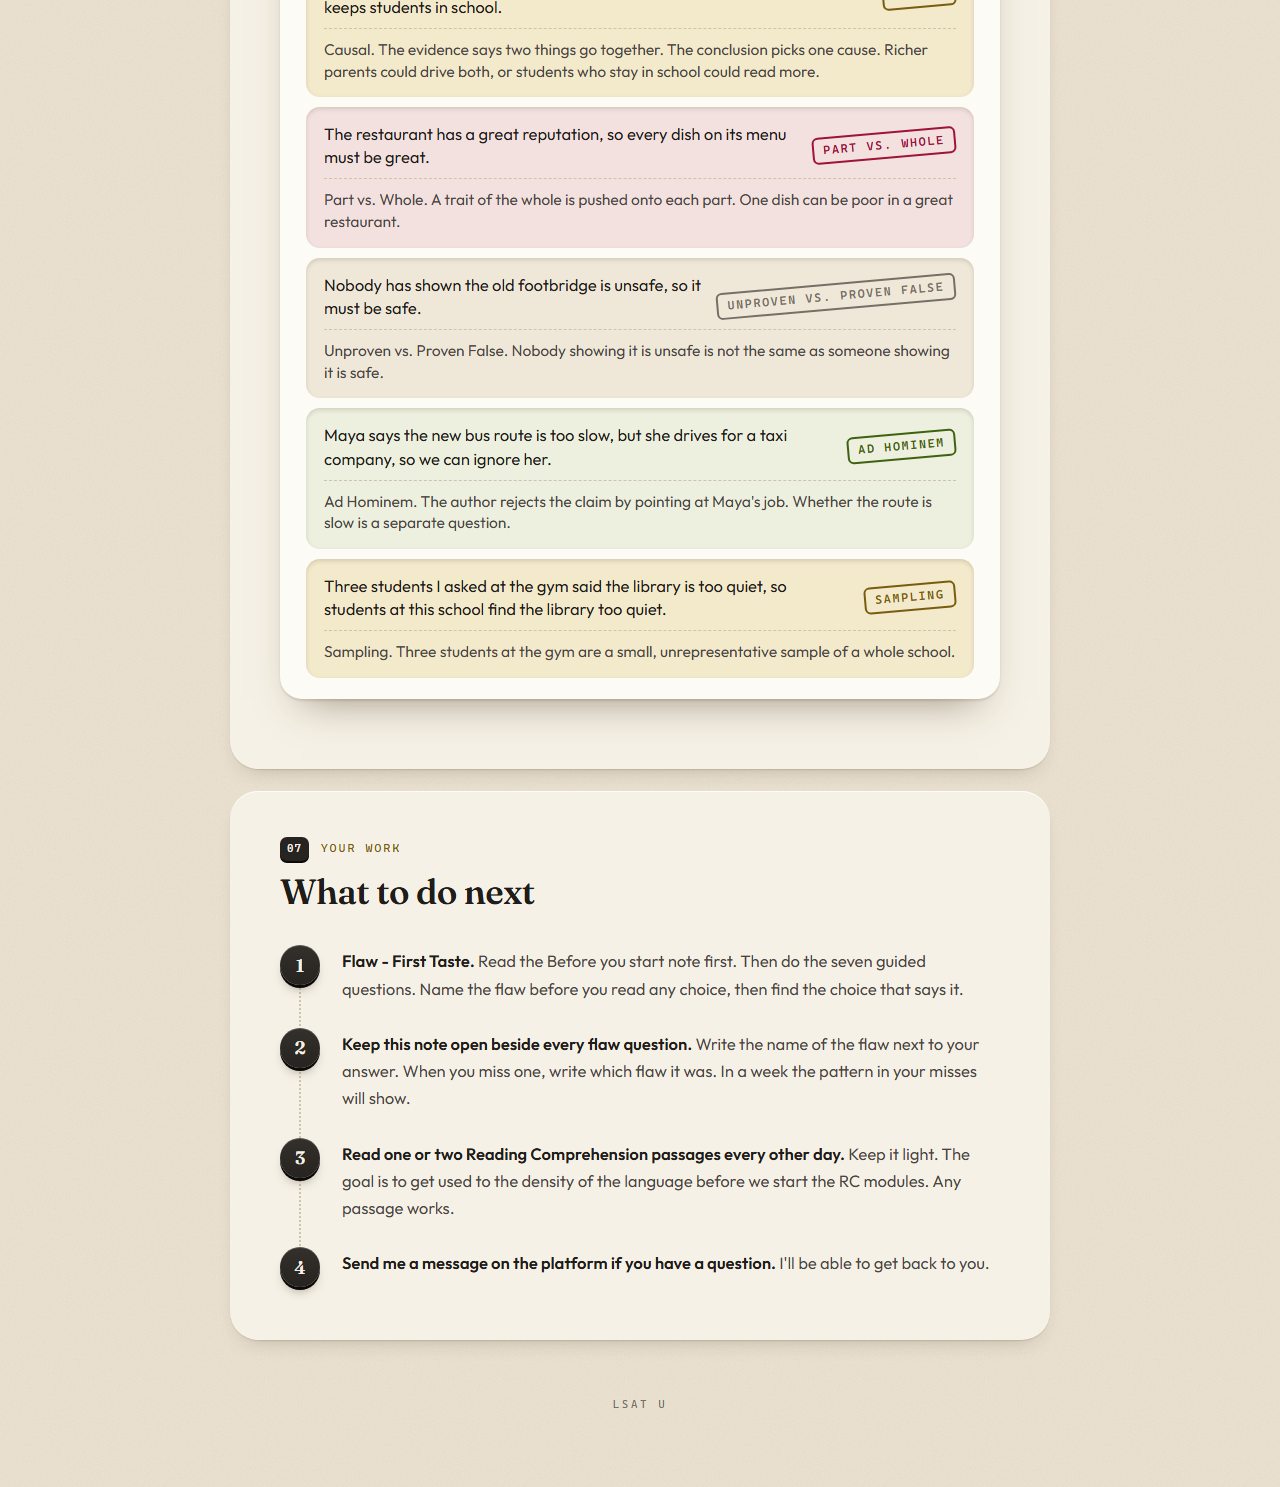 keeps students in school.
Causal. The evidence says two things go together. The conclusion picks one cause. Richer
parents could drive both, or students who stay in school could read more.
The restaurant has a great reputation, so every dish on its menu
must be great.
PART VS. WHOLE
Part vs. Whole. A trait of the whole is pushed onto each part. One dish can be poor in a great
restaurant.
Nobody has shown the old footbridge is unsafe, so it
must be safe.
UNPROVEN VS. PROVEN FALSE
Unproven vs. Proven False. Nobody showing it is unsafe is not the same as someone showing
it is safe.
Maya says the new bus route is too slow, but she drives for a taxi
company, so we can ignore her.
AD HOMINEM
Ad Hominem. The author rejects the claim by pointing at Maya's job. Whether the route is
slow is a separate question.
Three students I asked at the gym said the library is too quiet, so
students at this school find the library too quiet.
SAMPLING
Sampling. Three students at the gym are a small, unrepresentative sample of a whole school.
07 YOUR WORK
What to do next
1 Flaw - First Taste. Read the Before you start note first. Then do the seven guided
questions. Name the flaw before you read any choice, then find the choice that says it.
2 Keep this note open beside every flaw question. Write the name of the flaw next to your
answer. When you miss one, write which flaw it was. In a week the pattern in your misses
will show.
3 Read one or two Reading Comprehension passages every other day. Keep it light. The
goal is to get used to the density of the language before we start the RC modules. Any
passage works.
4 Send me a message on the platform if you have a question. I'll be able to get back to you.
LSAT U